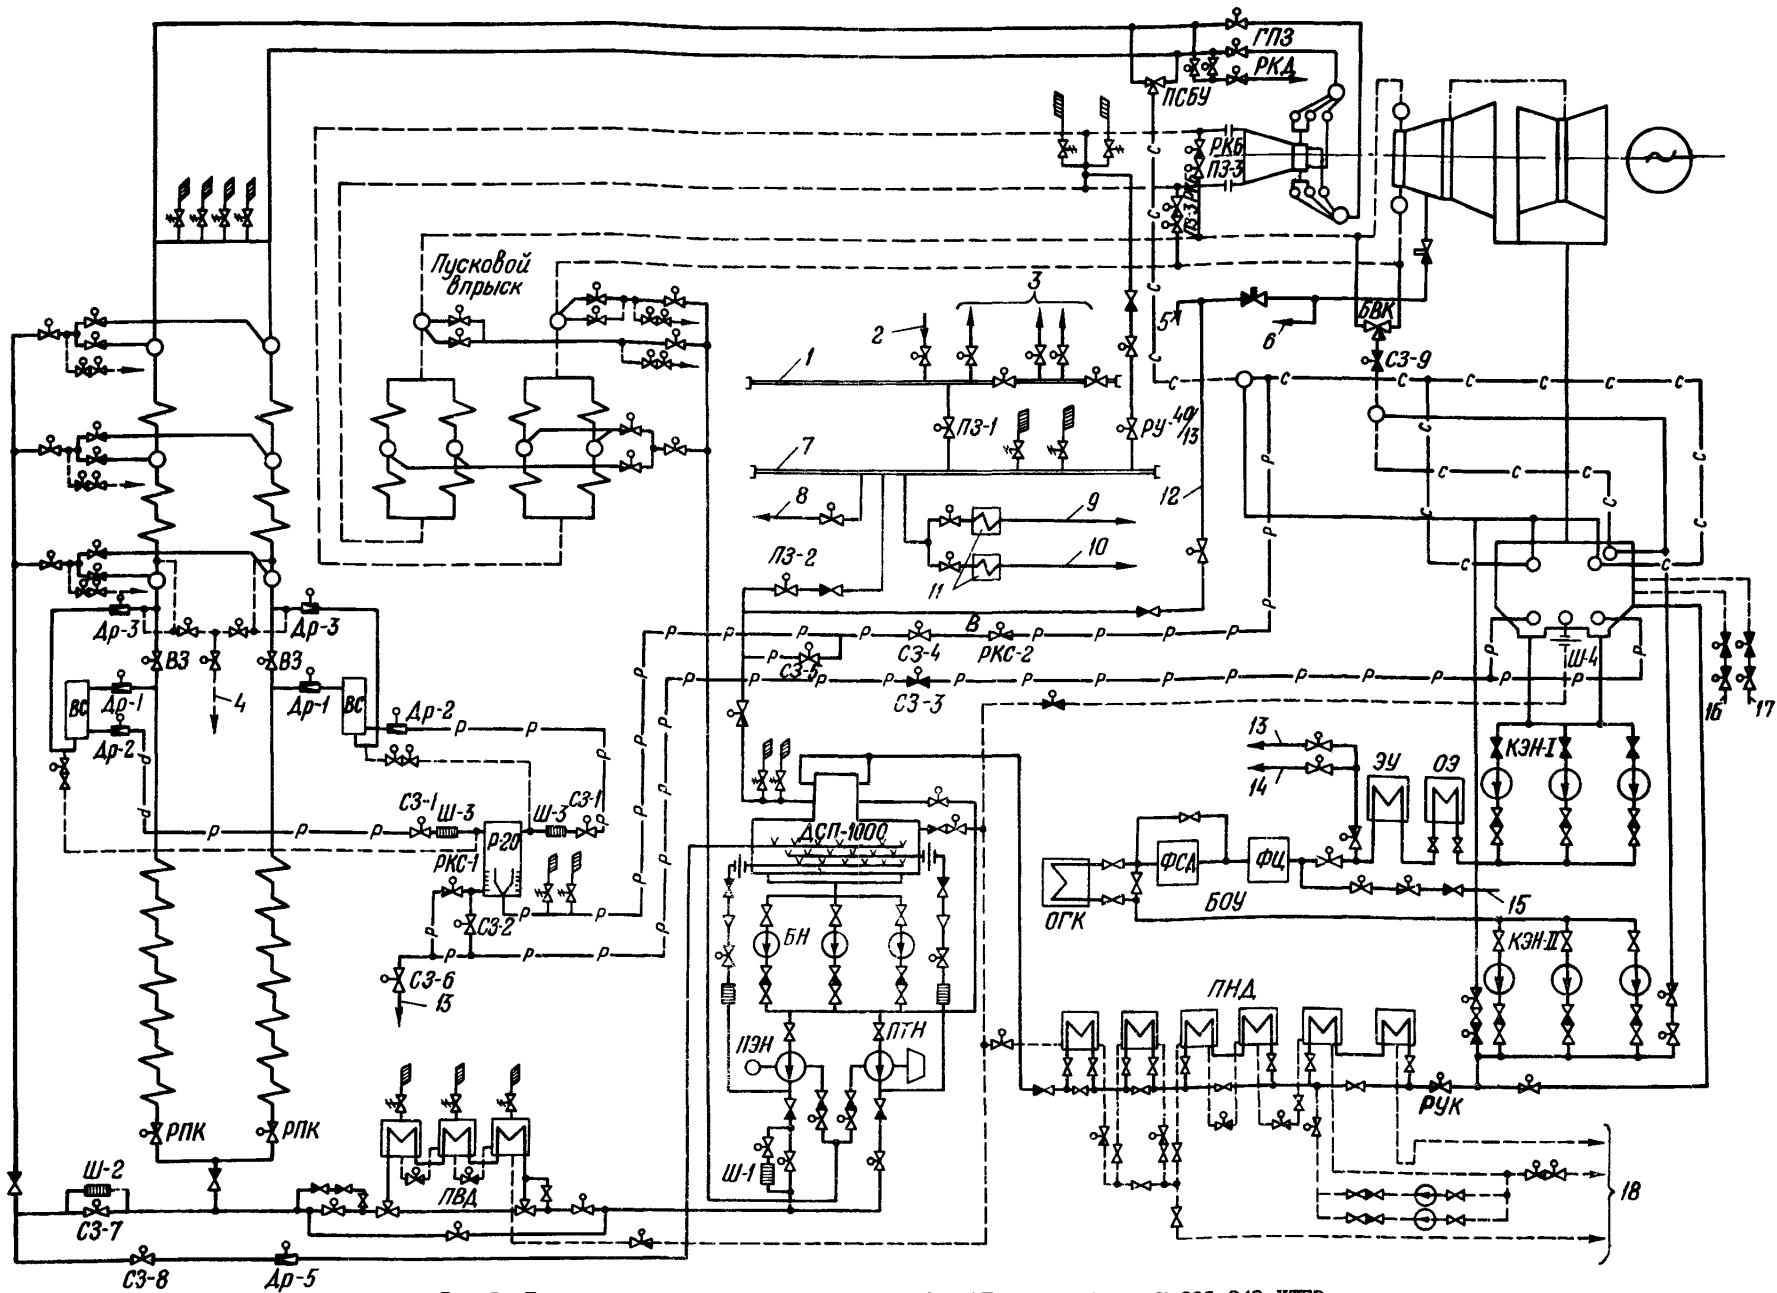 ГПЗ
РКД
ПСБУ
РКБ
ПЗ-3
РКБ
ПЗ-3
Пусковой
впрыск
3
2
5
6
БВК
СЗ-9
1
ПЗ-1
РУ-40/13
7
12
8
9
10
11
ПЗ-2
Др-3
Др-3
ВЗ
ВЗ
В
СЗ-4
РКС-2
СЗ-5
СЗ-3
Ш-4
16
17
ВС
Др-1
Др-2
4
Др-1
ВС
Др-2
13
14
ЭУ
ОЭ
КЭН-I
СЗ-1
Ш-3
Ш-3
СЗ-1
Р-20
РКС-1
СЗ-2
СЗ-6
13
ДСП-1000
БН
ФСД
ФЦ
БОУ
ОГК
15
КЭН-II
ПНД
ПЭН
ПТН
РУК
РПК
РПК
Ш-2
СЗ-7
ПВД
Ш-1
18
СЗ-8
Др-5